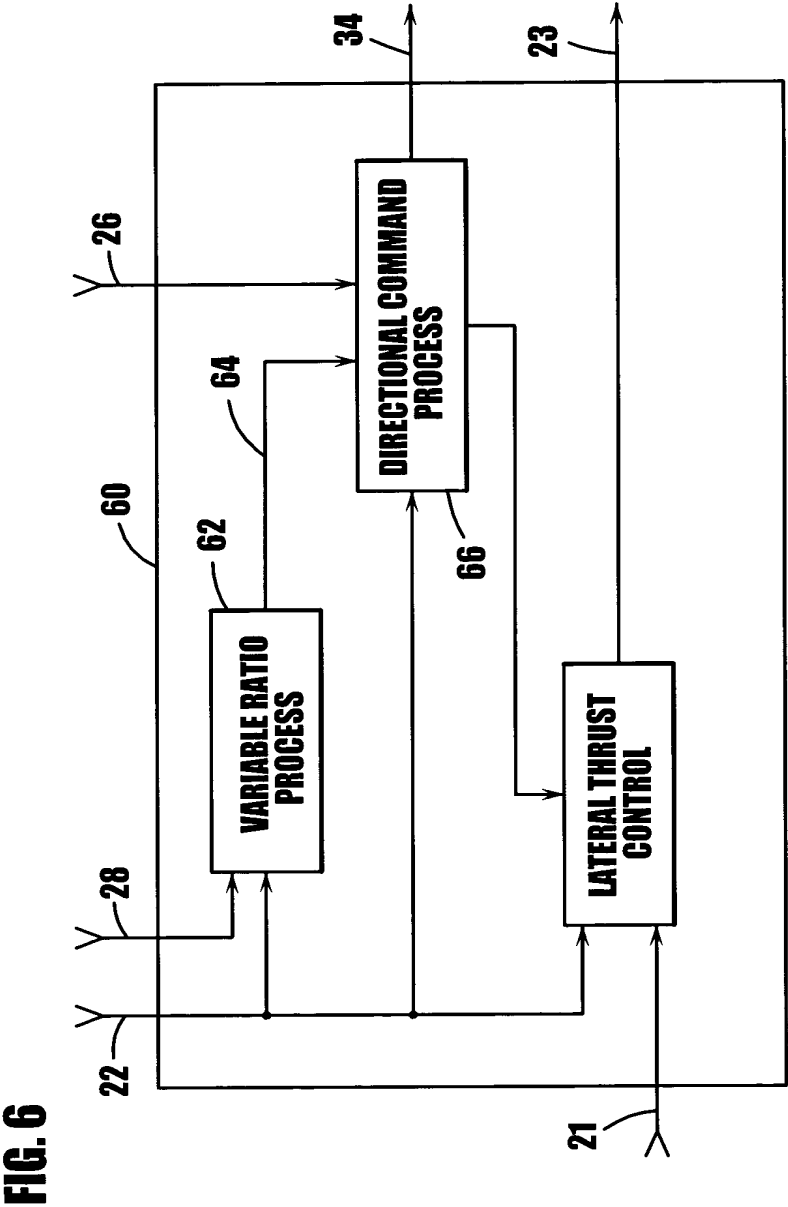 FIG. 6
22
28
60
26
62
64
VARIABLE RATIO
PROCESS
34
DIRECTIONAL COMMAND
PROCESS
66
23
LATERAL THRUST
CONTROL
21